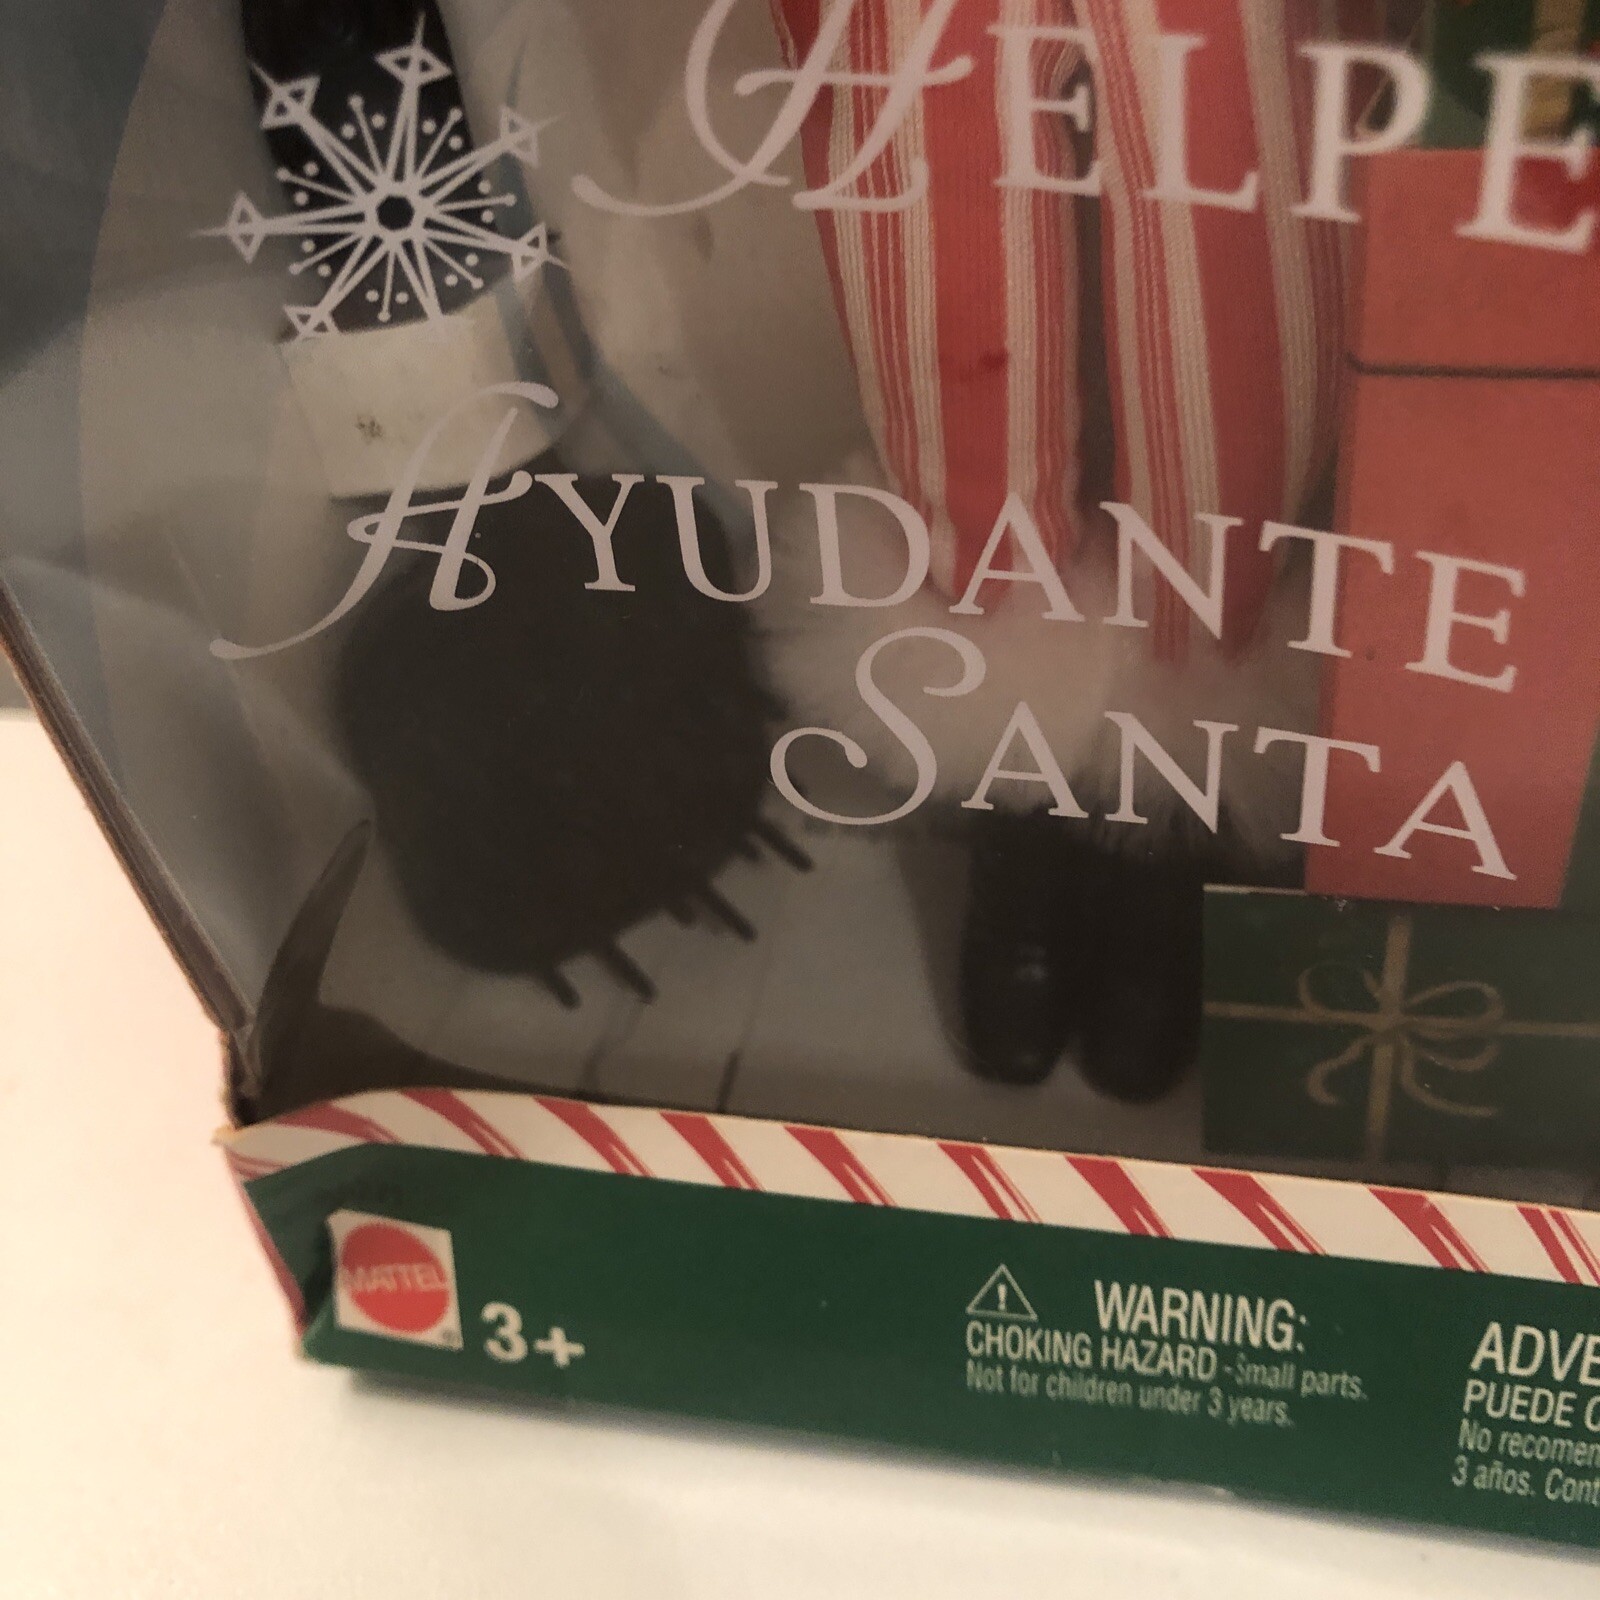 HELPE
AYUDANTE
SANTA
MATTEL
®
3+
WARNING:
CHOKING HAZARD - Small parts.
Not for children under 3 years.
ADVE
PUEDE
No recomen
3 años. Cont